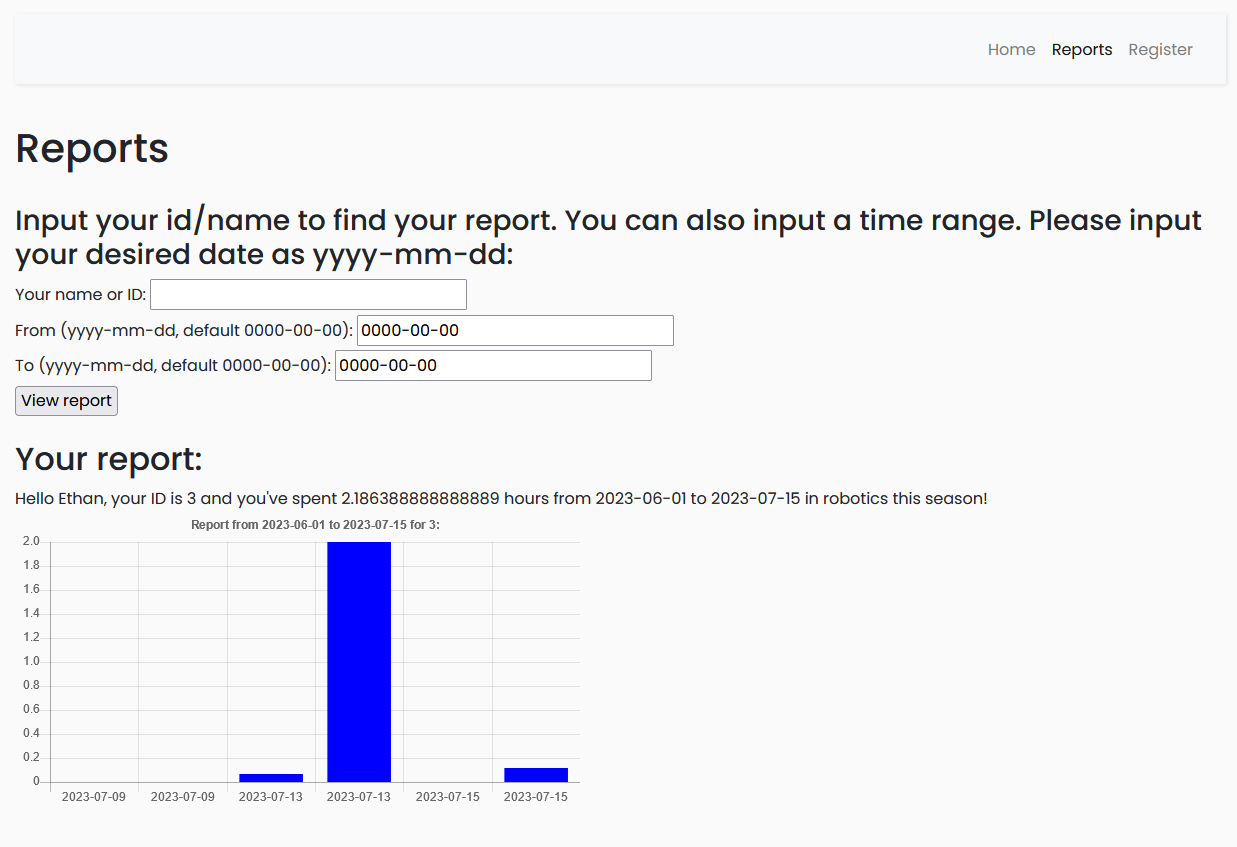 Home Reports Register
Reports
Input your id/name to find your report. You can also input a time range. Please input
your desired date as yyyy-mm-dd:
Your name or ID:
From (yyyy-mm-dd, default 0000-00-00): 0000-00-00
To (yyyy-mm-dd, default 0000-00-00): 0000-00-00
View report
Your report:
Hello Ethan, your ID is 3 and you've spent 2.186388888888889 hours from 2023-06-01 to 2023-07-15 in robotics this season!
Report from 2023-06-01 to 2023-07-15 for 3:
2.0
1.8
1.6
1.4
1.2
1.0
0.8
0.6
0.4
0.2
0
2023-07-09 2023-07-09 2023-07-13 2023-07-13 2023-07-15 2023-07-15